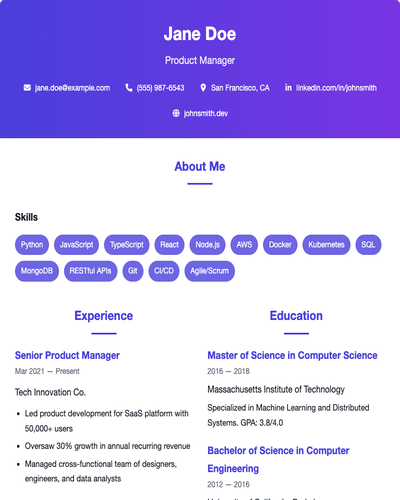 Jane Doe
Product Manager
jane.doe@example.com (555) 987-6543 San Francisco, CA linkedin.com/in/johnsmith
johnsmith.dev
About Me
Skills
Python JavaScript TypeScript React Node.js AWS Docker Kubernetes SQL
MongoDB RESTful APIs Git CI/CD Agile/Scrum
Experience
Senior Product Manager
Mar 2021 — Present
Tech Innovation Co.
Led product development for SaaS platform with
50,000+ users
Oversaw 30% growth in annual recurring revenue
Managed cross-functional team of designers,
engineers, and data analysts
Education
Master of Science in Computer Science
2016 — 2018
Massachusetts Institute of Technology
Specialized in Machine Learning and Distributed
Systems. GPA: 3.8/4.0
Bachelor of Science in Computer
Engineering
2012 — 2016